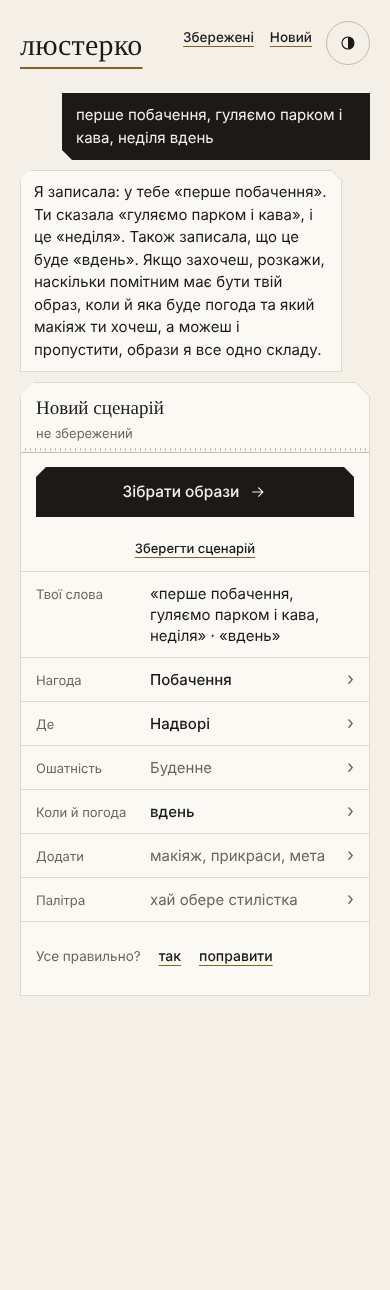 люстерко
Збережені Новий
перше побачення, гуляємо парком і
кава, неділя вдень
Я записала: у тебе «перше побачення».
Ти сказала «гуляємо парком і кава», і
це «неділя». Також записала, що це
буде «вдень». Якщо захочеш, розкажи,
наскільки помітним має бути твій
образ, коли й яка буде погода та який
макіяж ти хочеш, а можеш і
пропустити, образи я все одно складу.
Новий сценарій
не збережений
Зібрати образи →
Зберегти сценарій
Твої слова «перше побачення,
гуляємо парком і кава,
неділя» · «вдень»
Нагода Побачення
Де Надворі
Ошатність Буденне
Коли й погода вдень
Додати макіяж, прикраси, мета
Палітра хай обере стилістка
Усе правильно? так поправити